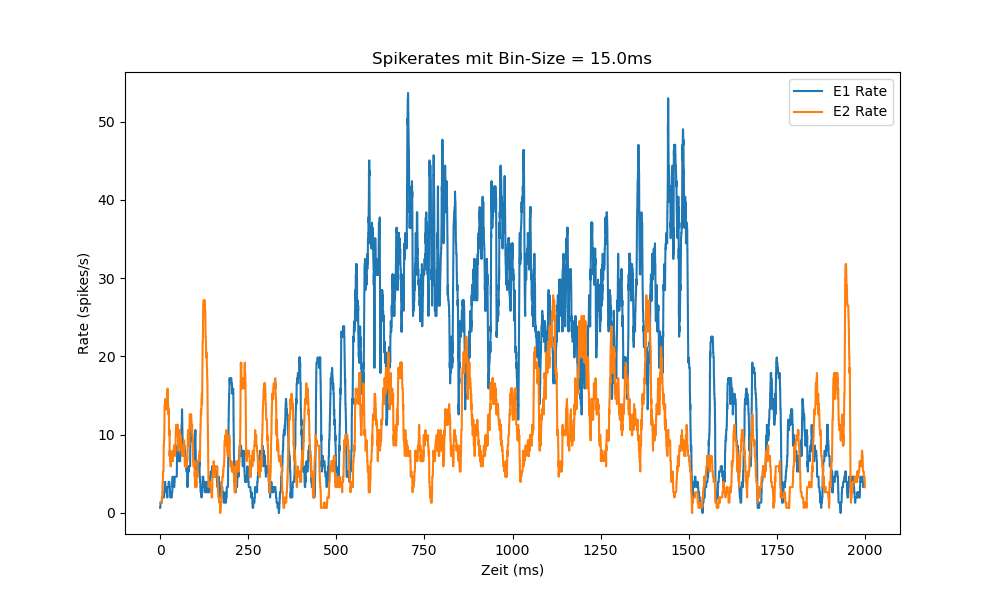 Spikerates mit Bin-Size = 15.0ms
E1 Rate
E2 Rate
Rate (spikes/s)
50
40
30
20
10
0
0 250 500 750 1000 1250 1500 1750 2000
Zeit (ms)